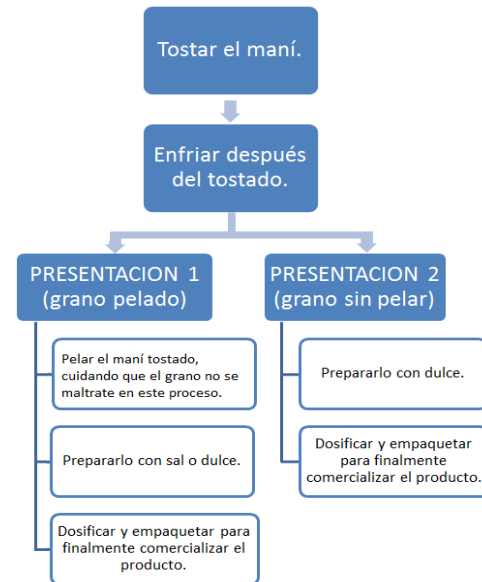 Tostar el maní.
Enfriar después
del tostado.
PRESENTACION 1
(grano pelado)
Pelar el maní tostado,
cuidando que el grano no se
maltrate en este proceso.
Prepararlo con sal o dulce.
Dosificar y empaquetar para
finalmente comercializar el
producto.
PRESENTACION 2
(grano sin pelar)
Prepararlo con dulce.
Dosificar y empaquetar
para finalmente
comercializar el producto.